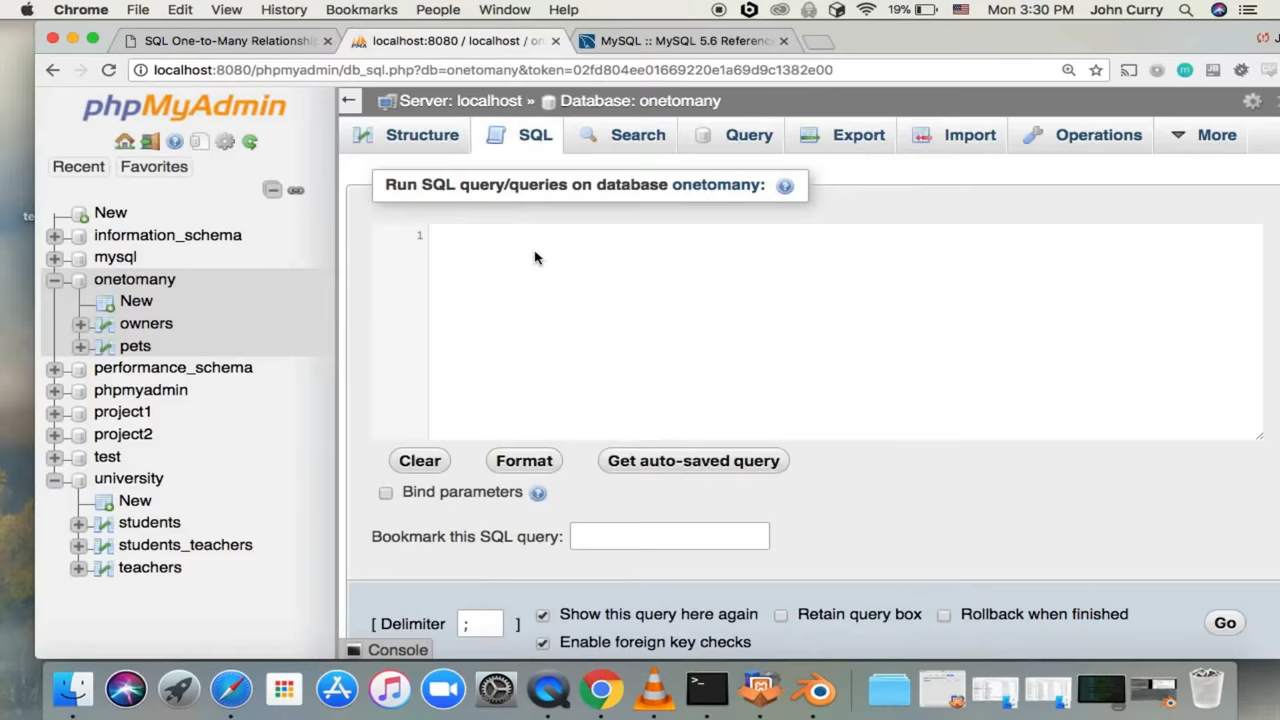 Chrome File Edit View History Bookmarks People Window Help 19% Mon 3:30 PM John Curry
SQL One-to-Many Relationshi × localhost:8080 / localhost / on × MySQL :: MySQL 5.6 Referenc ×
localhost:8080/phpmyadmin/db_sql.php?db=onetomany&token=02fd804ee01669220e1a69d9c1382e00
phpMyAdmin
Recent Favorites
New
information_schema
mysql
onetomany
New
owners
pets
performance_schema
phpmyadmin
project1
project2
test
university
New
students
students_teachers
teachers
Server: localhost » Database: onetomany
Structure SQL Search Query Export Import Operations More
Run SQL query/queries on database onetomany:
1
Clear Format Get auto-saved query
Bind parameters
Bookmark this SQL query:
[ Delimiter ; ] Show this query here again Retain query box Rollback when finished Go
Enable foreign key checks
Console